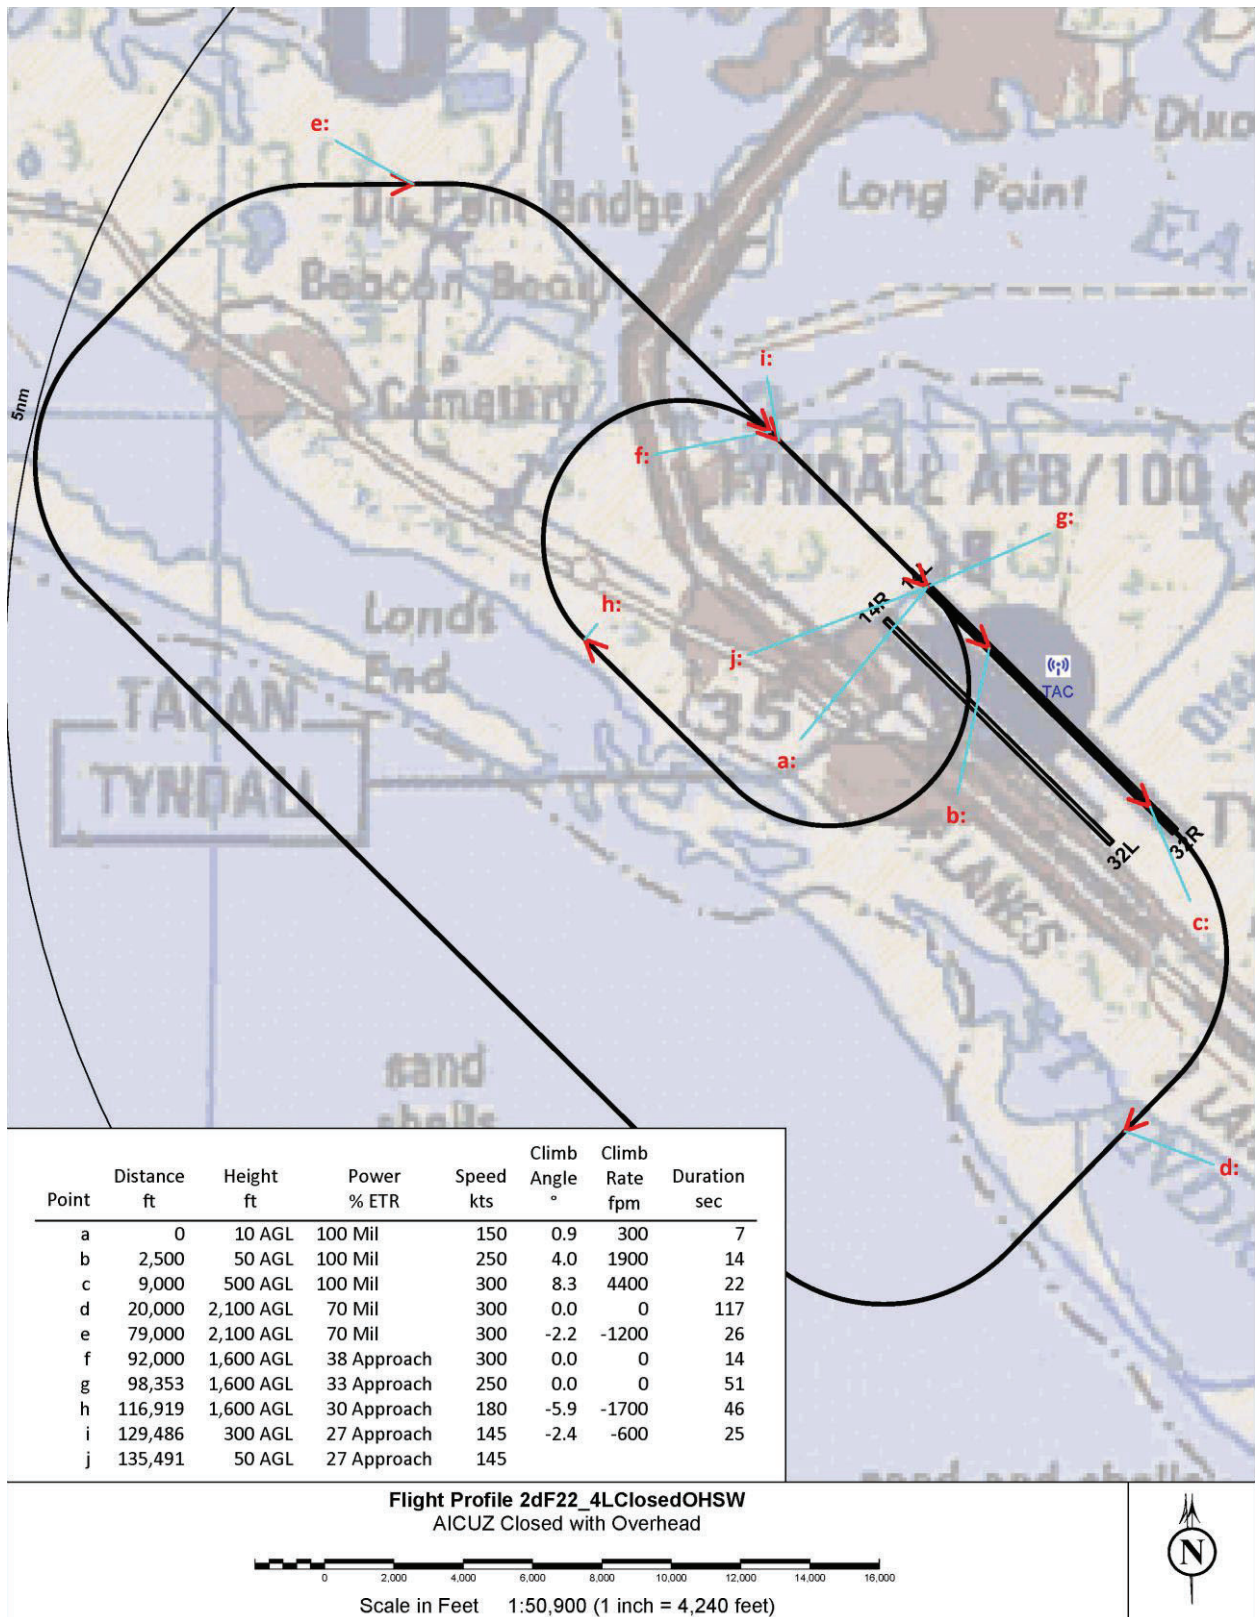 36
e:
Dixo
Long Point
Du Pont Bridge
EA
Beacon Beac
5nm
i:
Cemetery
f:
TYNDALL AFB/100
g:
14R
h:
Lands
End
j:
TAC
TACAN
35
TYNDALL
a:
b:
32R
32L
LANES
c:
sand
shells
d:
Point
Distance
ft
Height
ft
Power
% ETR
Speed
kts
Climb
Angle
°
Climb
Rate
fpm
Duration
sec
a 0 10 AGL 100 Mil 150 0.9 300 7
b 2,500 50 AGL 100 Mil 250 4.0 1900 14
c 9,000 500 AGL 100 Mil 300 8.3 4400 22
d 20,000 2,100 AGL 70 Mil 300 0.0 0 117
e 79,000 2,100 AGL 70 Mil 300 -2.2 -1200 26
f 92,000 1,600 AGL 38 Approach 300 0.0 0 14
g 98,353 1,600 AGL 33 Approach 250 0.0 0 51
h 116,919 1,600 AGL 30 Approach 180 -5.9 -1700 46
i 129,486 300 AGL 27 Approach 145 -2.4 -600 25
j 135,491 50 AGL 27 Approach 145
Flight Profile 2dF22_4LClosedOHSW
AICUZ Closed with Overhead
0 2,000 4,000 6,000 8,000 10,000 12,000 14,000 16,000
Scale in Feet 1:50,900 (1 inch = 4,240 feet)
N